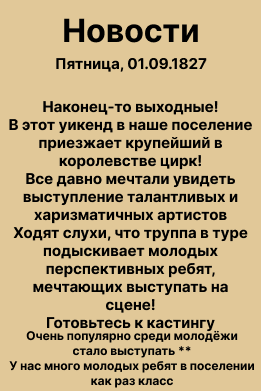 Новости
Пятница, 01.09.1827
Наконец-то выходные!
В этот уикенд в наше поселение
приезжает крупейший в
королевстве цирк!
Все давно мечтали увидеть
выступление талантливых и
харизматичных артистов
Ходят слухи, что труппа в туре
подыскивает молодых
перспективных ребят,
мечтающих выступать на
сцене!
Готовьтесь к кастингу
Очень популярно среди молодёжи
стало выступать **
У нас много молодых ребят в поселении
как раз класс